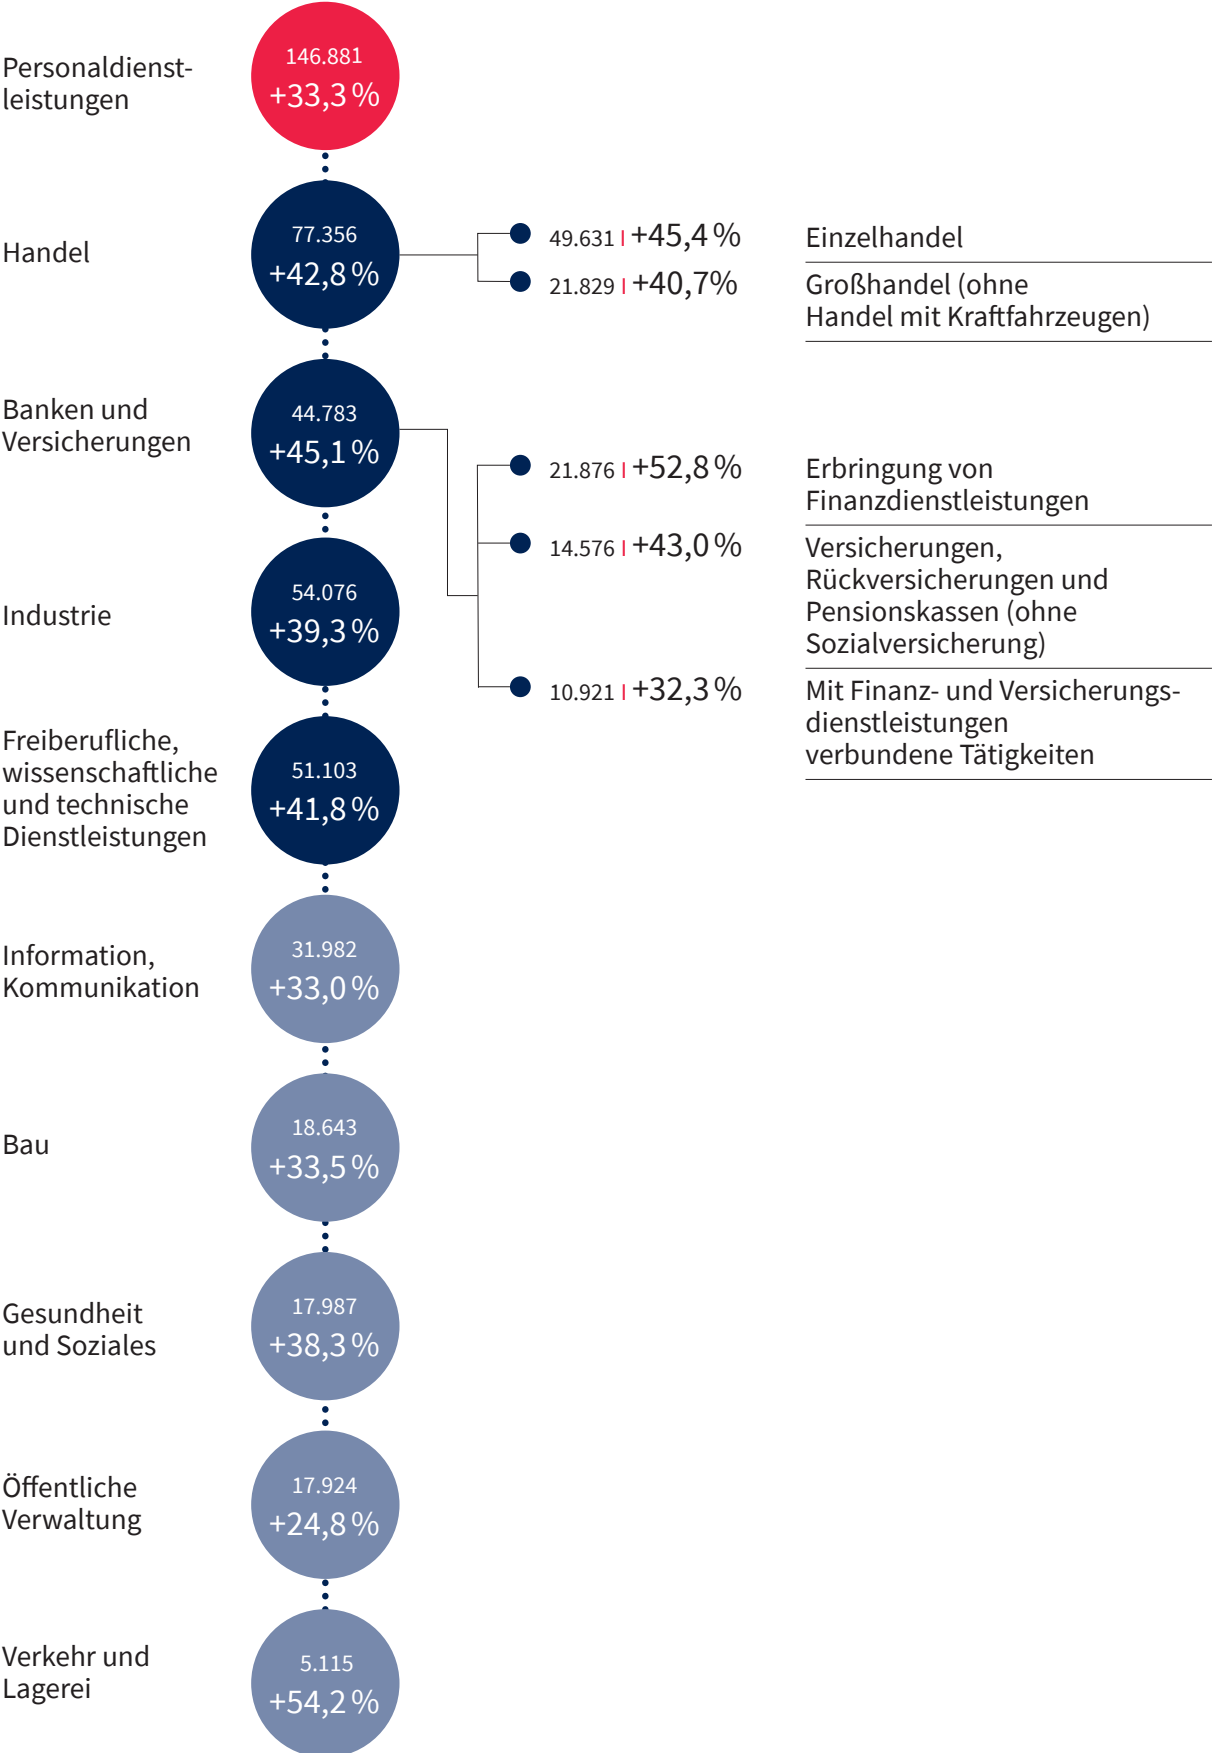 Personaldienst-
leistungen
146.881
+33,3 %
Handel
77.356
+42,8 %
49.631 | +45,4 %
Einzelhandel
21.829 | +40,7%
Großhandel (ohne
Handel mit Kraftfahrzeugen)
Banken und
Versicherungen
44.783
+45,1 %
21.876 | +52,8 %
Erbringung von
Finanzdienstleistungen
14.576 | +43,0 %
Versicherungen,
Rückversicherungen und
Pensionskassen (ohne
Sozialversicherung)
10.921 | +32,3 %
Mit Finanz- und Versicherungs-
dienstleistungen
verbundene Tätigkeiten
Industrie
54.076
+39,3 %
Freiberufliche,
wissenschaftliche
und technische
Dienstleistungen
51.103
+41,8 %
Information,
Kommunikation
31.982
+33,0 %
Bau
18.643
+33,5 %
Gesundheit
und Soziales
17.987
+38,3 %
Öffentliche
Verwaltung
17.924
+24,8 %
Verkehr und
Lagerei
5.115
+54,2 %